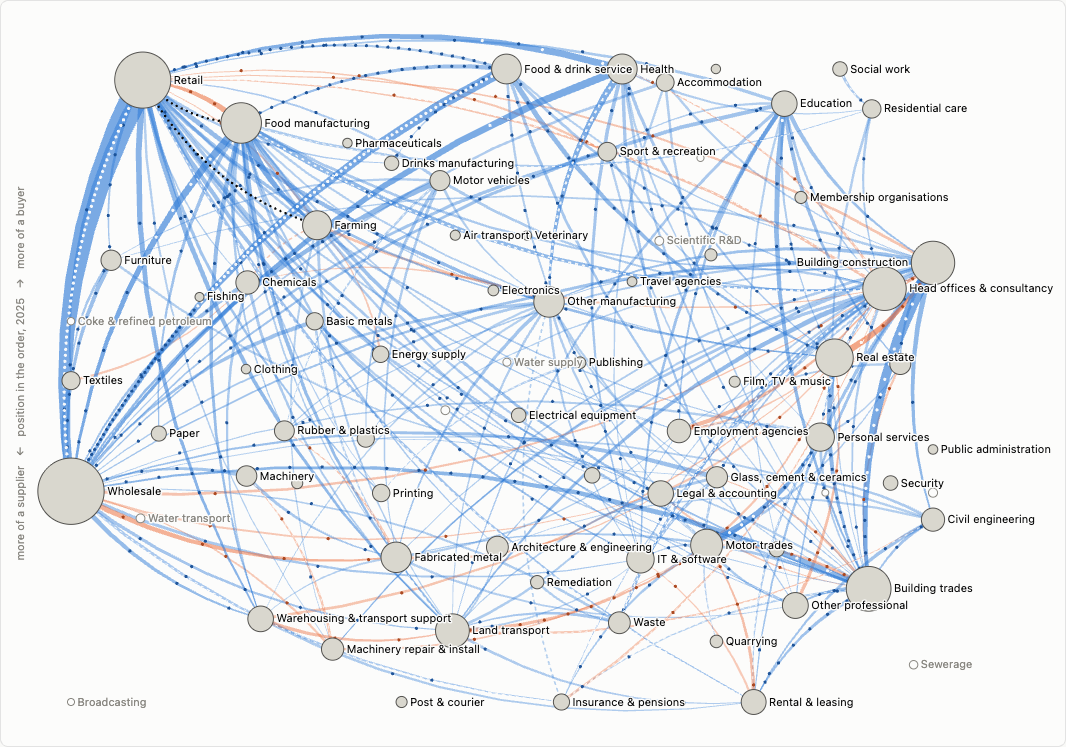 Food & drink service
Health
Social work
Retail
Accommodation
Education
Residential care
Food manufacturing
Pharmaceuticals
Sport & recreation
Drinks manufacturing
Motor vehicles
Membership organisations
Farming
Air transport
Veterinary
Scientific R&D
Furniture
Building construction
Chemicals
Travel agencies
Head offices & consultancy
Fishing
Electronics
Other manufacturing
Coke & refined petroleum
Basic metals
Energy supply
Real estate
Water supply
Publishing
Clothing
Textiles
Film, TV & music
Electrical equipment
Paper
Rubber & plastics
Employment agencies
Personal services
Public administration
Machinery
Glass, cement & ceramics
Security
Wholesale
Printing
Legal & accounting
Water transport
Civil engineering
Architecture & engineering
Motor trades
Fabricated metal
IT & software
Remediation
Building trades
Other professional
Warehousing & transport support
Land transport
Waste
Quarrying
Machinery repair & install
Sewerage
Broadcasting
Post & courier
Insurance & pensions
Rental & leasing
more of a supplier ← position in the order, 2025 → more of a buyer